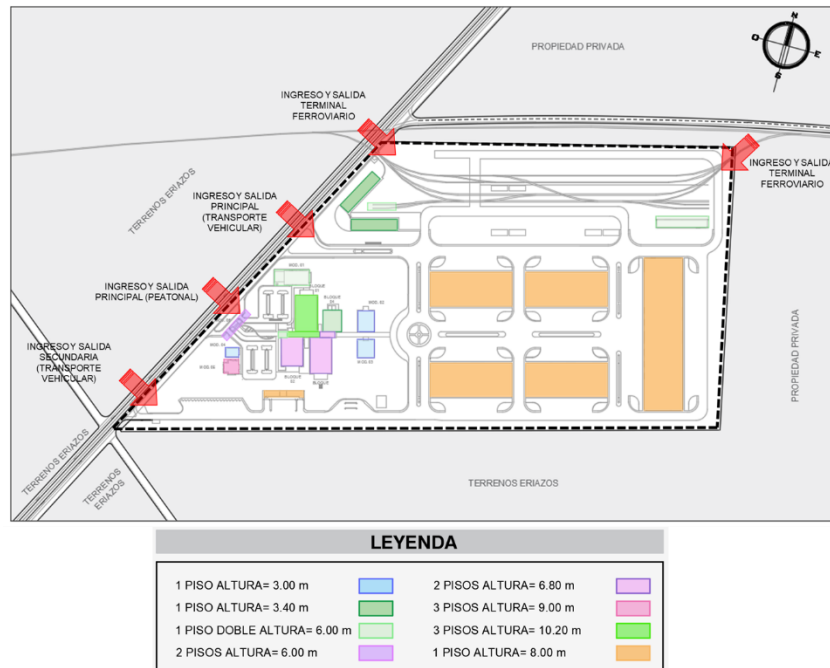 PROPIEDAD PRIVADA
N
O
E
S
INGRESO Y SALIDA
TERMINAL
FERROVIARIO
INGRESO Y SALIDA
TERMINAL
FERROVIARIO
TERRENOS ERIAZOS
INGRESO Y SALIDA
PRINCIPAL
(TRANSPORTE
VEHICULAR)
INGRESO Y SALIDA
PRINCIPAL (PEATONAL)
INGRESO Y SALIDA
SECUNDARIA
(TRANSPORTE
VEHICULAR)
BLOQUE
BLOQUE
BLOQUE
BLOQUE
PROPIEDAD PRIVADA
TERRENOS ERIAZOS
TERRENOS
ERIAZOS
TERRENOS ERIAZOS
LEYENDA
1 PISO ALTURA= 3.00 m
1 PISO ALTURA= 3.40 m
1 PISO DOBLE ALTURA= 6.00 m
2 PISOS ALTURA= 6.00 m
2 PISOS ALTURA= 6.80 m
3 PISOS ALTURA= 9.00 m
3 PISOS ALTURA= 10.20 m
1 PISO ALTURA= 8.00 m